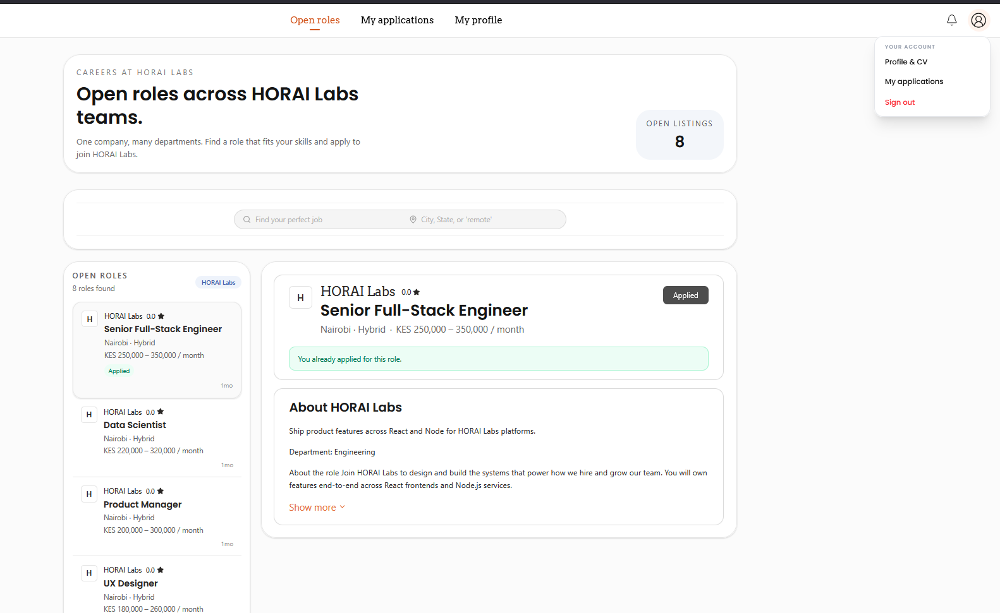 Open roles
My applications
My profile
YOUR ACCOUNT
Profile & CV
My applications
Sign out
CAREERS AT HORAI LABS
Open roles across HORAI Labs
teams.
One company, many departments. Find a role that fits your skills and apply to
join HORAI Labs.
OPEN LISTINGS
8
Find your perfect job
City, State, or 'remote'
OPEN ROLES
8 roles found
HORAI Labs
H
HORAI Labs 0.0
Senior Full-Stack Engineer
Nairobi · Hybrid
KES 250,000 – 350,000 / month
Applied
1mo
H
HORAI Labs 0.0
Data Scientist
Nairobi · Hybrid
KES 220,000 – 320,000 / month
1mo
H
HORAI Labs 0.0
Product Manager
Nairobi · Hybrid
KES 200,000 – 300,000 / month
1mo
H
HORAI Labs 0.0
UX Designer
Nairobi · Hybrid
KES 180,000 – 260,000 / month
H
HORAI Labs 0.0
Senior Full-Stack Engineer
Nairobi · Hybrid · KES 250,000 – 350,000 / month
Applied
You already applied for this role.
About HORAI Labs
Ship product features across React and Node for HORAI Labs platforms.
Department: Engineering
About the role Join HORAI Labs to design and build the systems that power how we hire and grow our team. You will own
features end-to-end across React frontends and Node.js services.
Show more